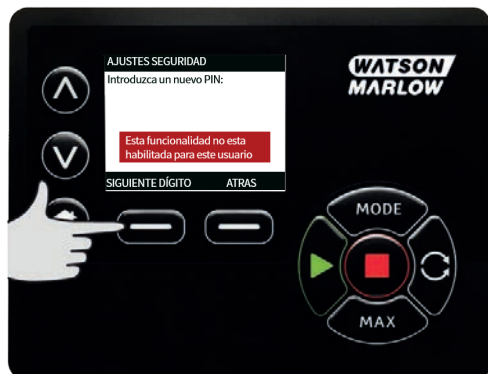 AJUSTES SEGURIDAD
WATSON
MARLOW
Introduzca un nuevo PIN:
Esta funcionalidad no esta
habilitada para este usuario
SIGUIENTE DÍGITO ATRAS
MODE
MAX